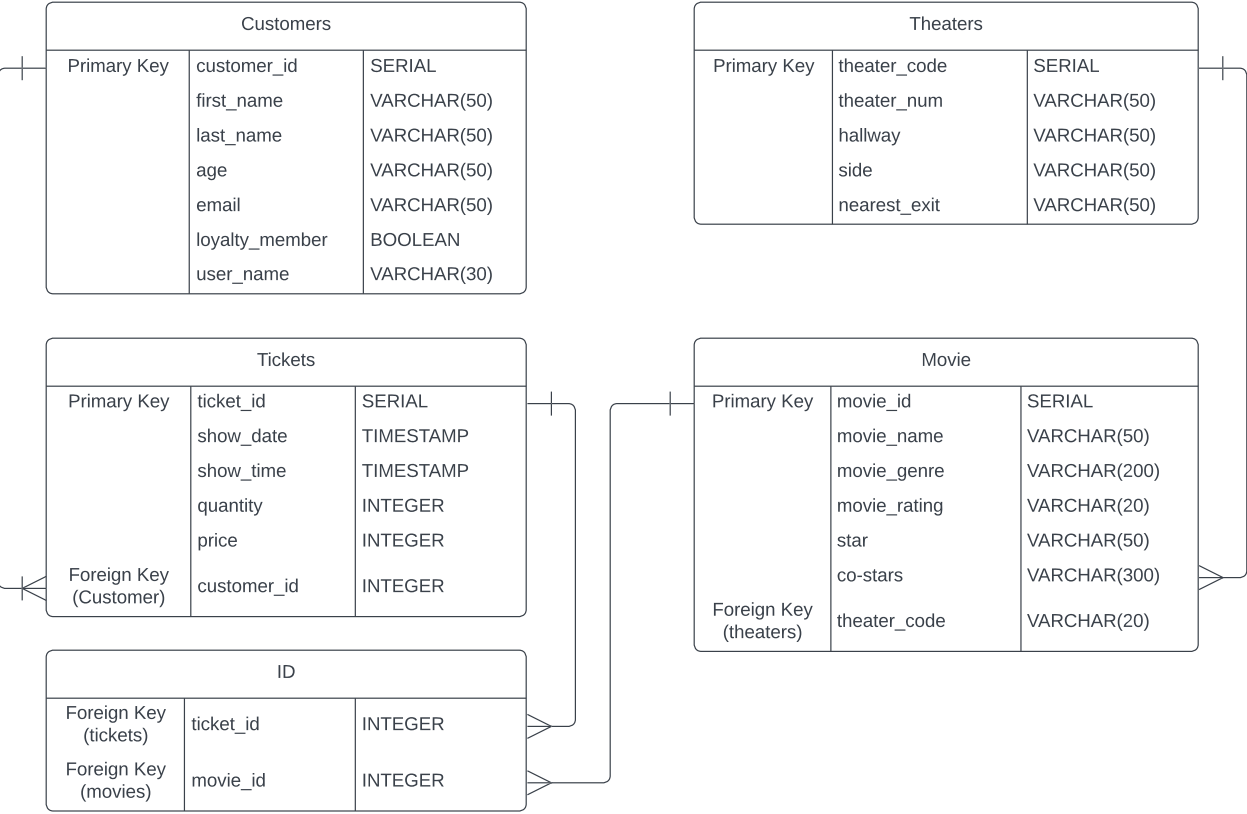 Customers
Primary Key customer_id SERIAL
first_name VARCHAR(50)
last_name VARCHAR(50)
age VARCHAR(50)
email VARCHAR(50)
loyalty_member BOOLEAN
user_name VARCHAR(30)
Theaters
Primary Key theater_code SERIAL
theater_num VARCHAR(50)
hallway VARCHAR(50)
side VARCHAR(50)
nearest_exit VARCHAR(50)
Tickets
Primary Key ticket_id SERIAL
show_date TIMESTAMP
show_time TIMESTAMP
quantity INTEGER
price INTEGER
Foreign Key
(Customer) customer_id INTEGER
Movie
Primary Key movie_id SERIAL
movie_name VARCHAR(50)
movie_genre VARCHAR(200)
movie_rating VARCHAR(20)
star VARCHAR(50)
co-stars VARCHAR(300)
Foreign Key
(theaters) theater_code VARCHAR(20)
ID
Foreign Key
(tickets) ticket_id INTEGER
Foreign Key
(movies) movie_id INTEGER